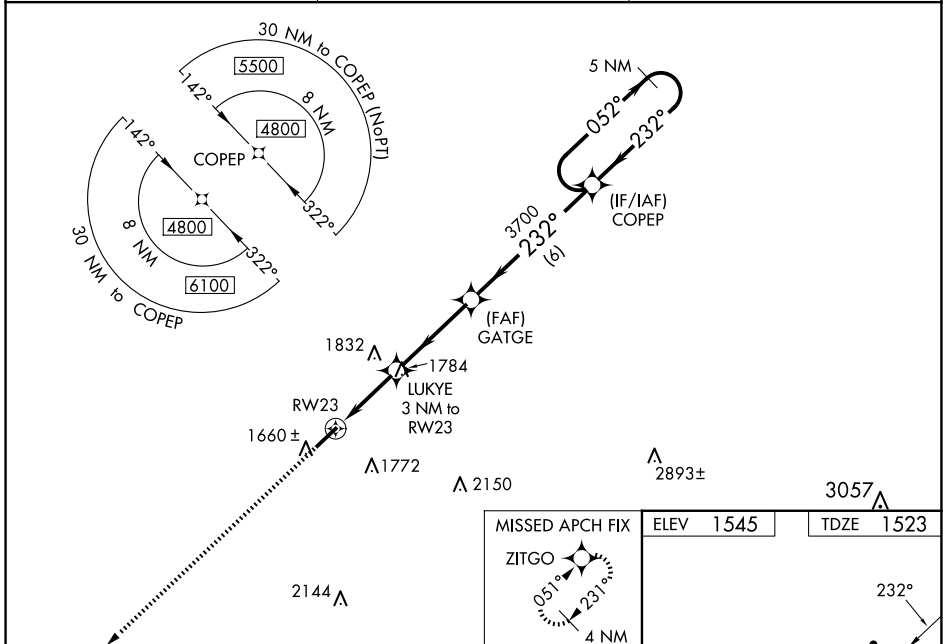 30 NM to COPEP (NoPT)
5500
142°
8 NM
4800
COPEP
322°
142°
4800
8 NM
322°
6100
30 NM to COPEP
5 NM
052°
232°
(IF/IAF)
COPEP
3700
232°
(6)
(FAF)
GATGE
1832
1784
LUKYE
3 NM to
RW23
RW23
1660 ±
1772
2150
2893±
3057
2144
MISSED APCH FIX
ZITGO
051°
231°
4 NM
ELEV 1545
TDZE 1523
232°